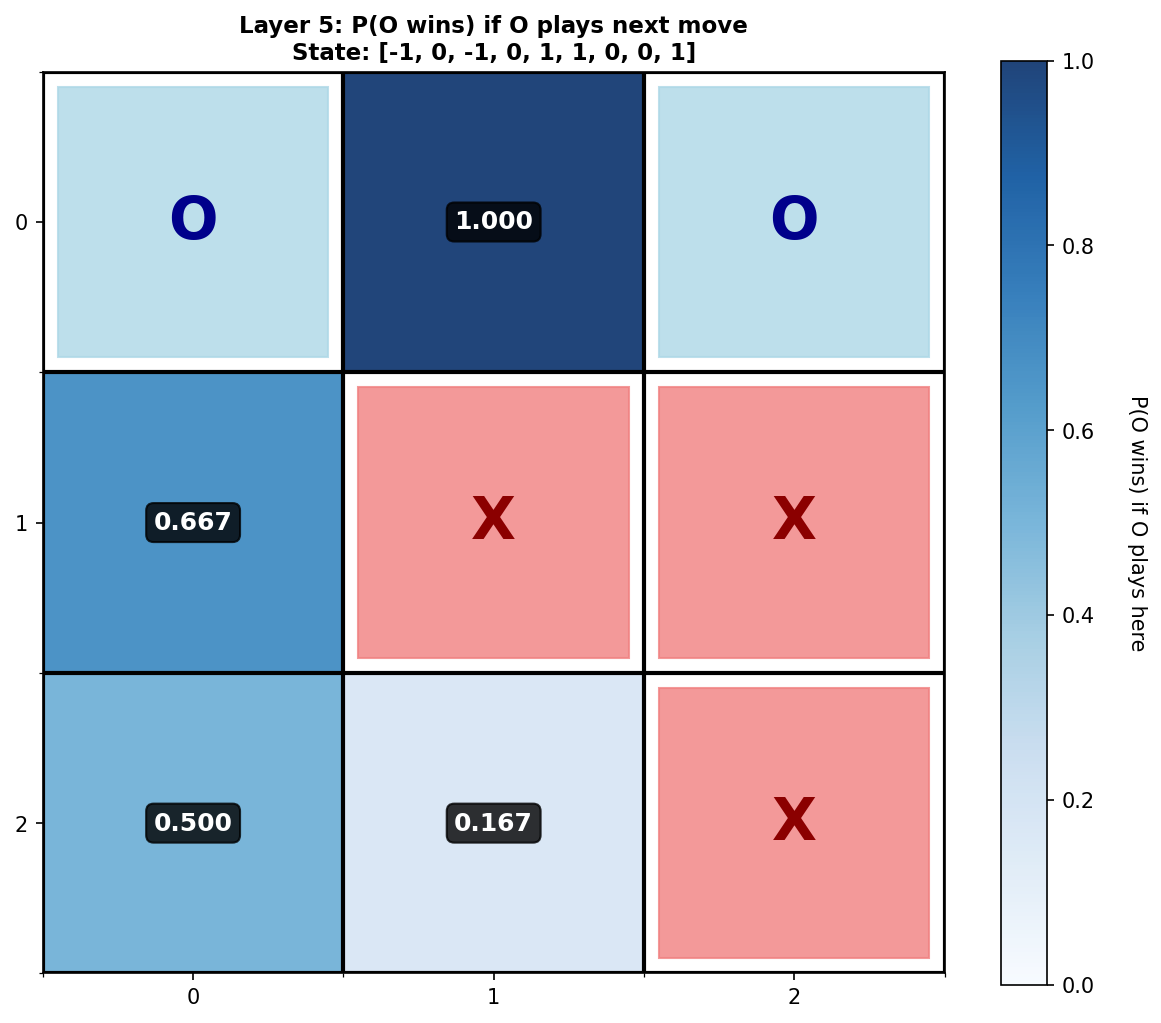 Layer 5: P(O wins) if O plays next move
State: [-1, 0, -1, 0, 1, 1, 0, 0, 1]
0
O
1.000
O
1
0.667
X
X
2
0.500
0.167
X
0
1
2
1.0
0.8
0.6
0.4
0.2
0.0
P(O wins) if O plays here